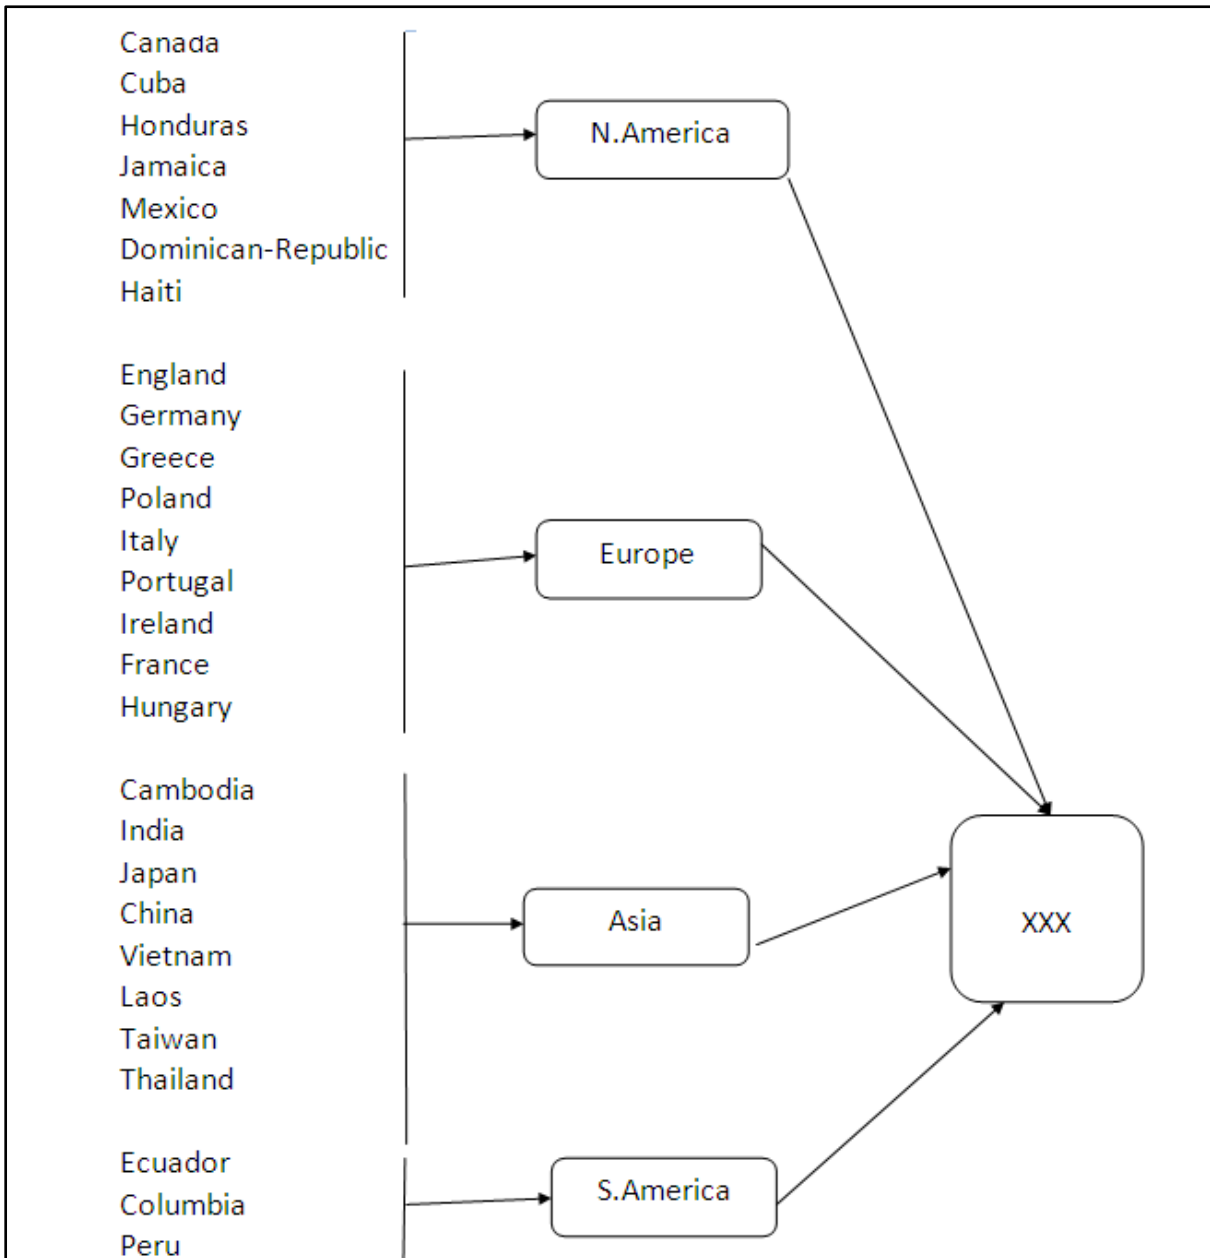 Canada
Cuba
Honduras
Jamaica
Mexico
Dominican-Republic
Haiti
N.America
England
Germany
Greece
Poland
Italy
Portugal
Ireland
France
Hungary
Europe
Cambodia
India
Japan
China
Vietnam
Laos
Taiwan
Thailand
Asia
Ecuador
Columbia
Peru
S.America
XXX